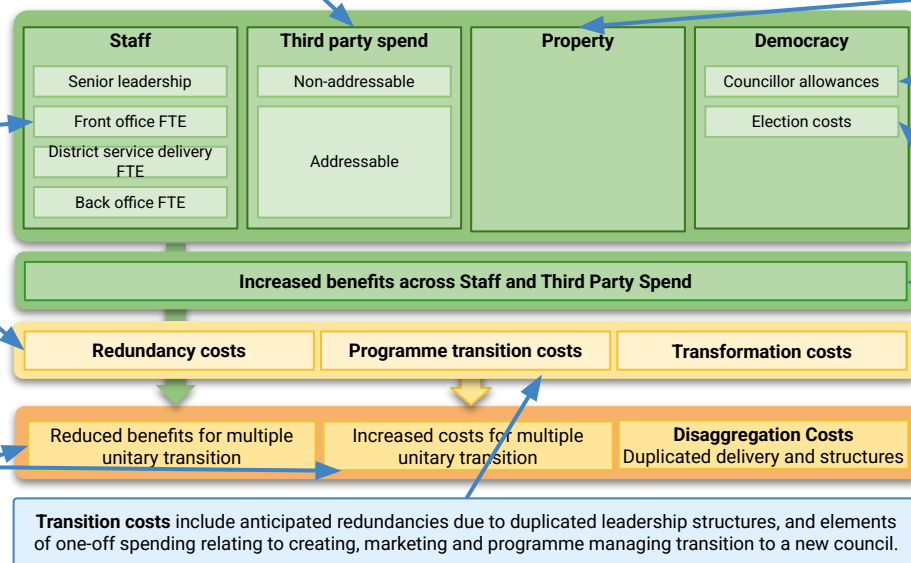 Staff
Senior leadership
Front office FTE
District service delivery
FTE
Back office FTE
Third party spend
Non-addressable
Addressable
Property
Democracy
Councillor allowances
Election costs
Increased benefits across Staff and Third Party Spend
Redundancy costs
Programme transition costs
Transformation costs
Reduced benefits for multiple
unitary transition
Increased costs for multiple
unitary transition
Disaggregation Costs
Duplicated delivery and structures
Transition costs include anticipated redundancies due to duplicated leadership structures, and elements
of one-off spending relating to creating, marketing and programme managing transition to a new council.